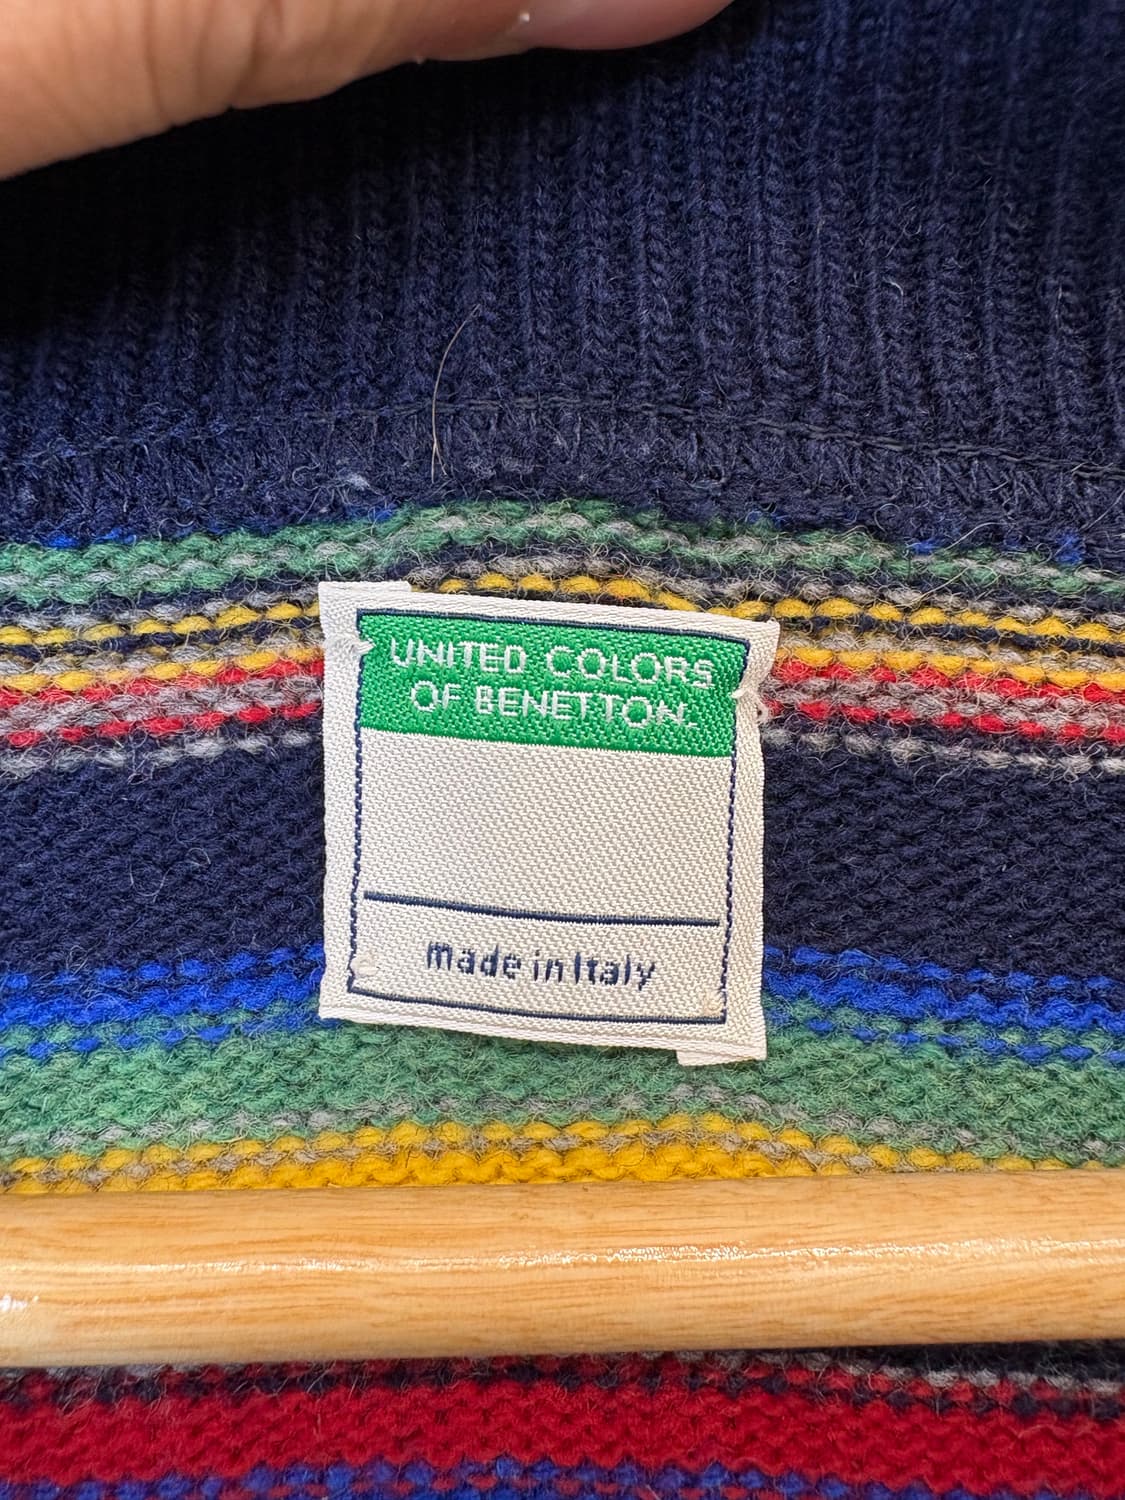 UNITED COLORS
OF BENETTON.
made in Italy